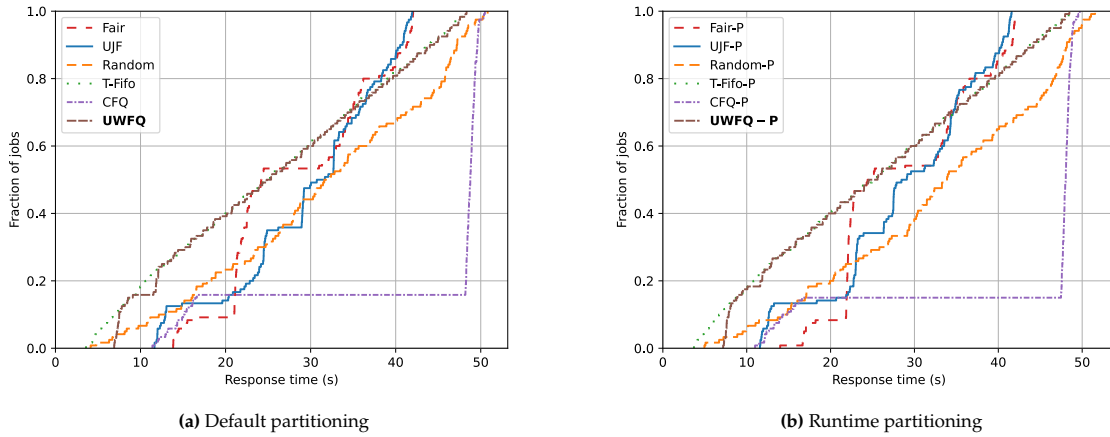 Fraction of jobs
1.0
0.8
0.6
0.4
0.2
0.0
Fair
UJF
Random
T-Fifo
CFQ
UWFQ
0 10 20 30 40 50
Response time (s)
(a) Default partitioning
Fraction of jobs
1.0
0.8
0.6
0.4
0.2
0.0
Fair-P
UJF-P
Random-P
T-Fifo-P
CFQ-P
UWFQ − P
0 10 20 30 40 50
Response time (s)
(b) Runtime partitioning